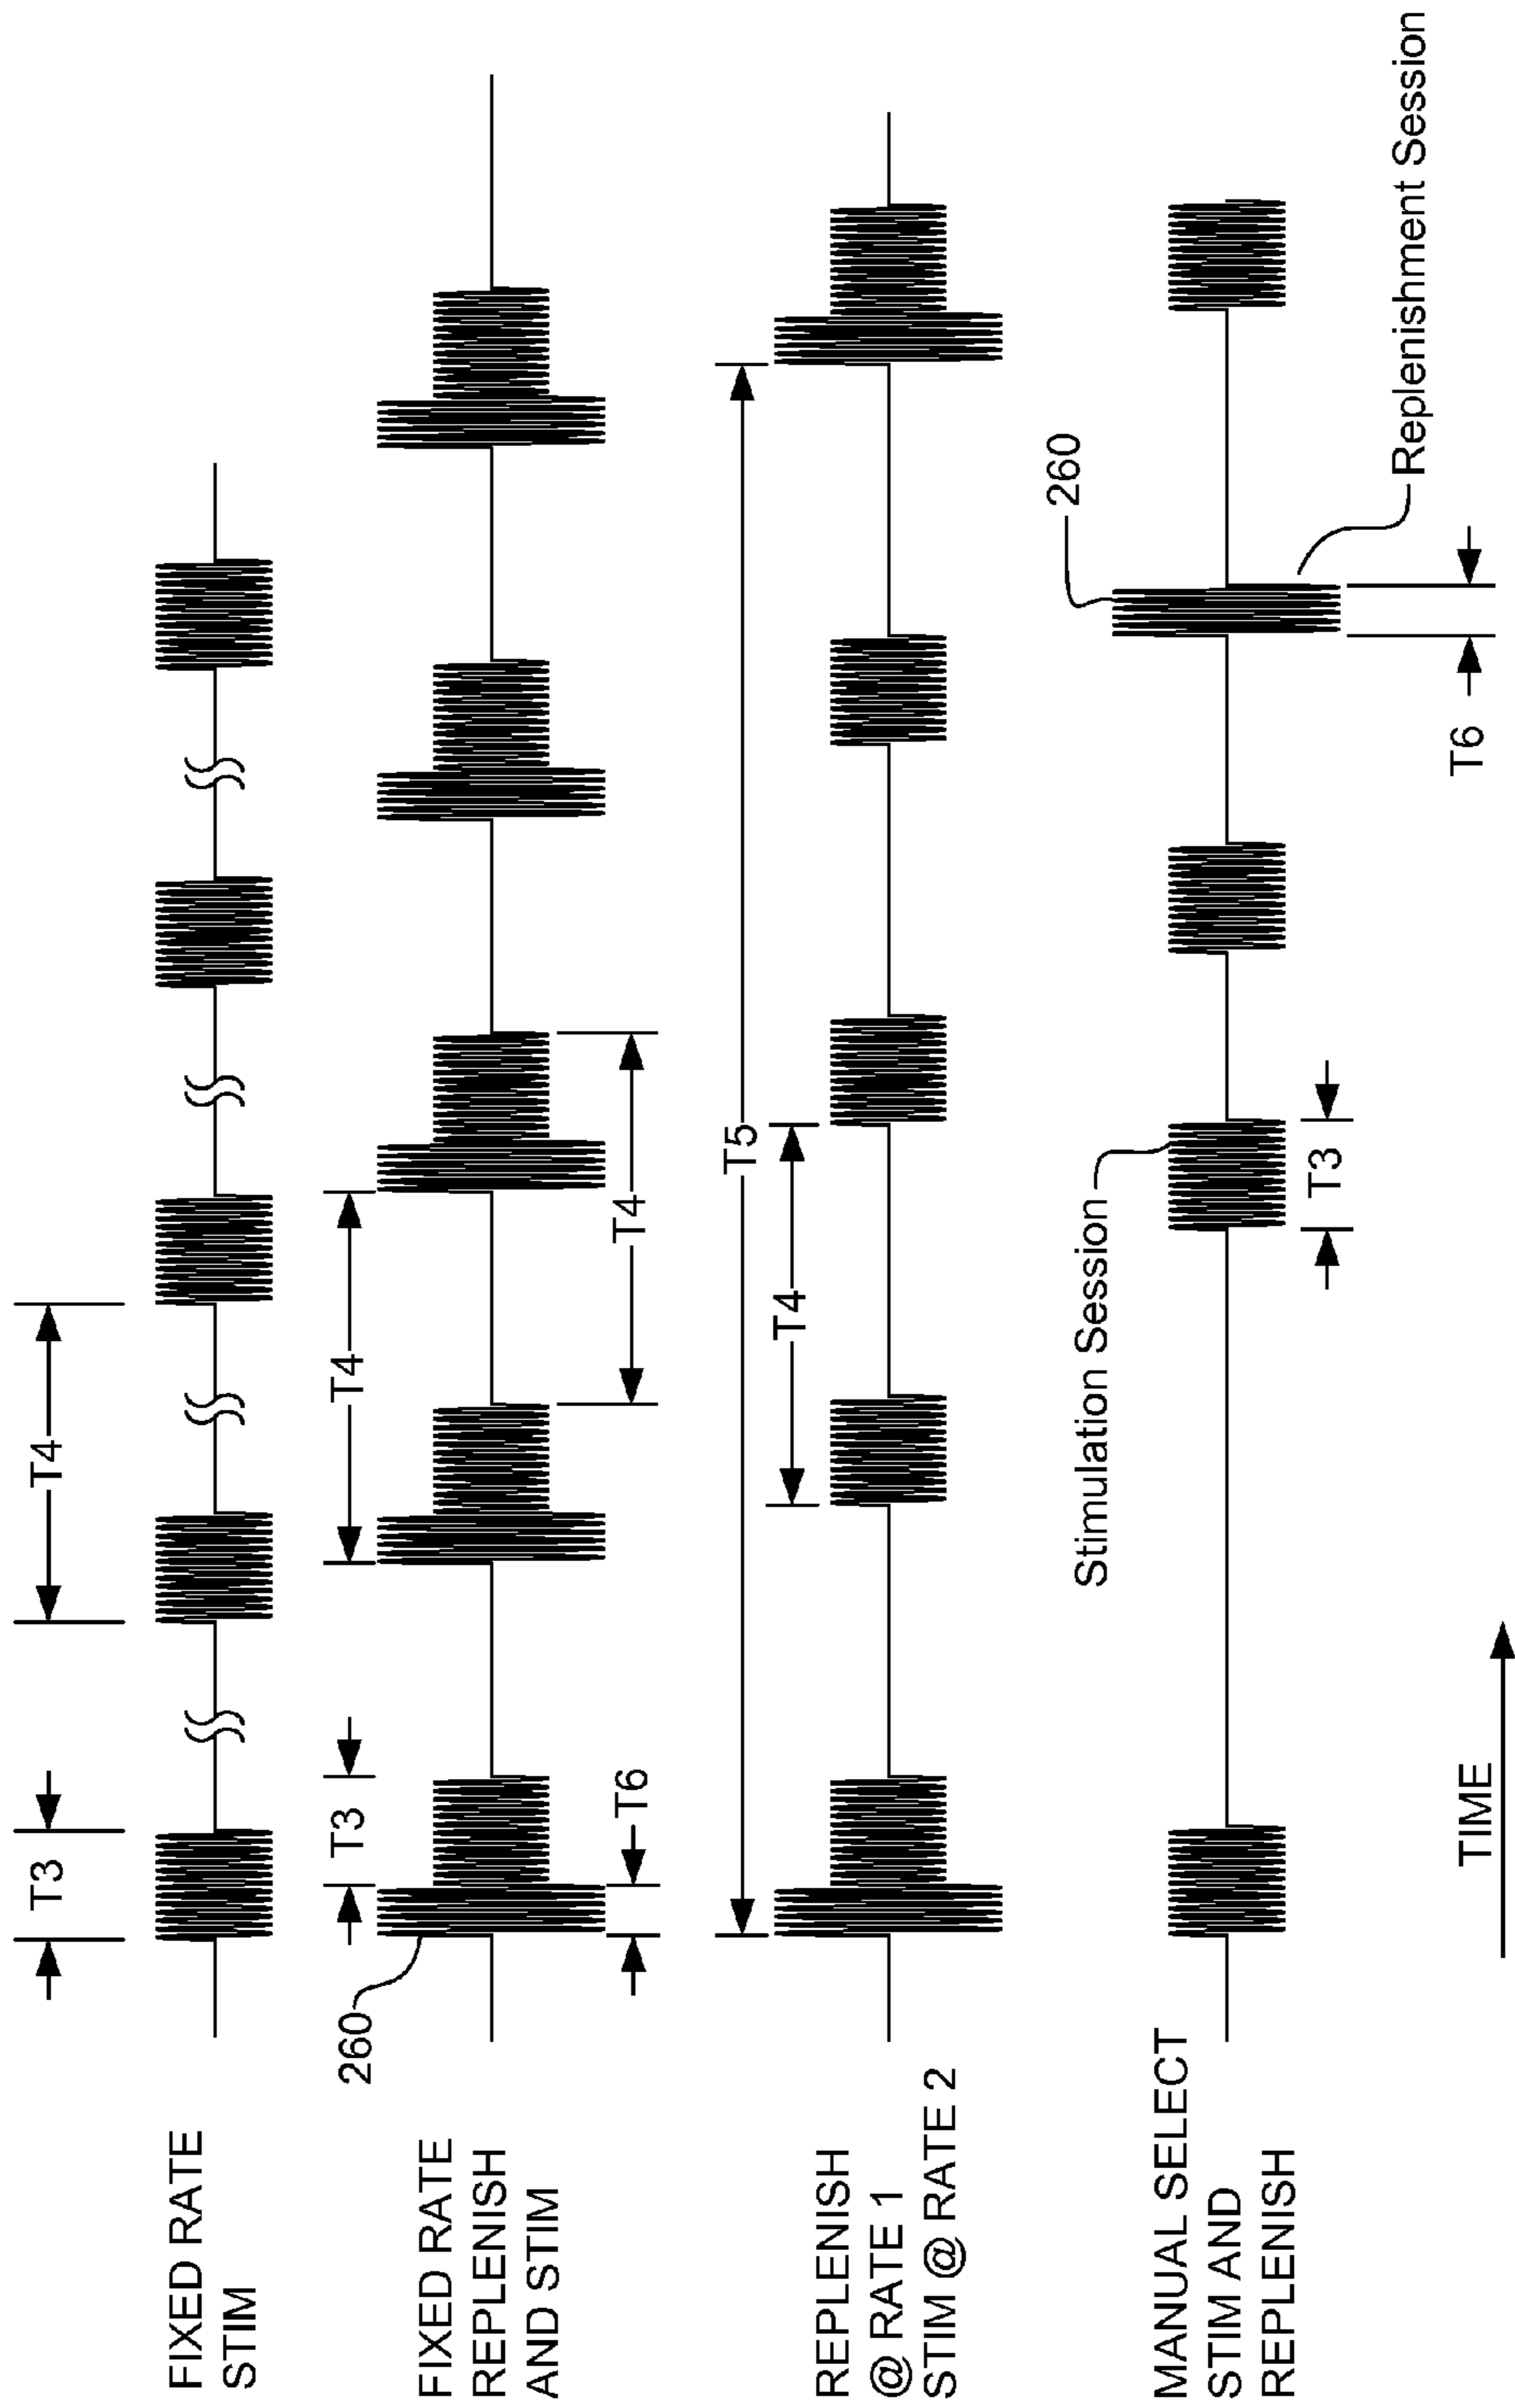 T3
T4
FIXED RATE
STIM
260
T3
T4
T6
T4
FIXED RATE
REPLENISH
AND STIM
T5
T4
REPLENISH
@ RATE 1
STIM @ RATE 2
Stimulation Session
260
T3
MANUAL SELECT
STIM AND
REPLENISH
Replenishment Session
T6
TIME